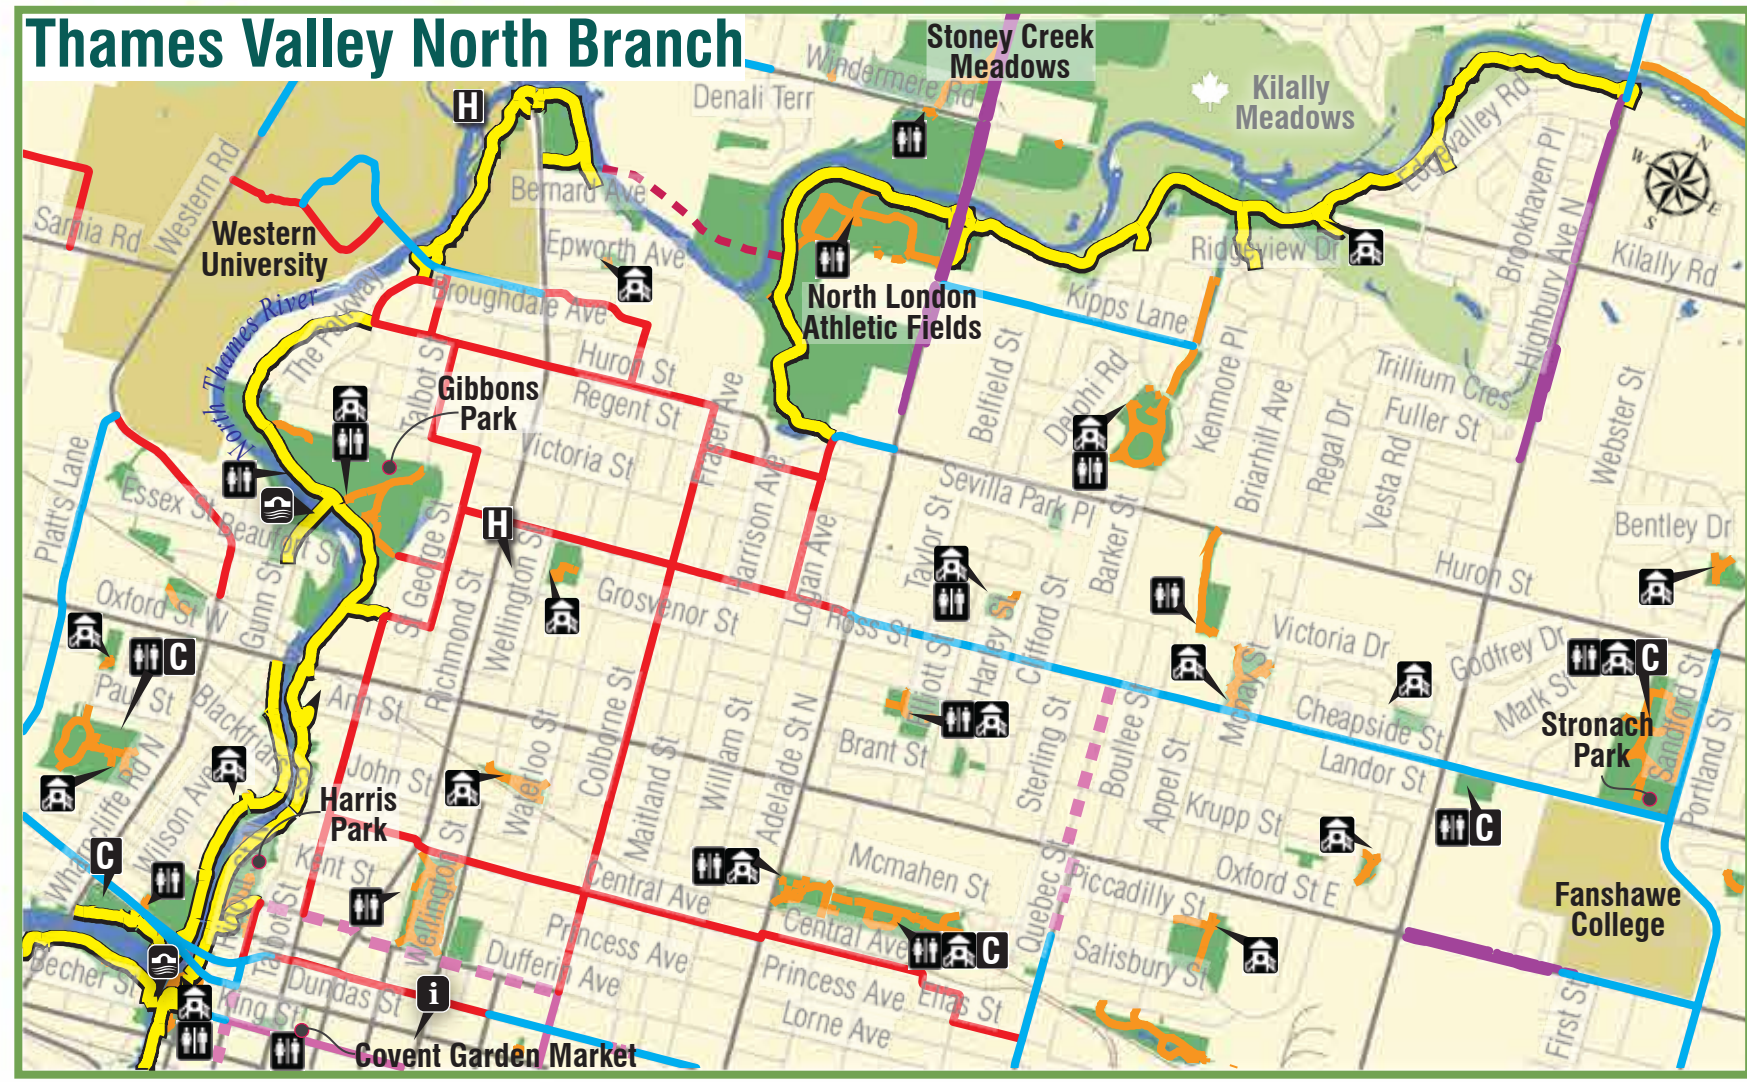 Thames Valley North Branch
Stoney Creek
Meadows
Windermere Rd
Denali Terr
Kilally
Meadows
H
Edgevalley Rd
Brookhaven Pl
N
W
E
S
Western Rd
Bernard Ave
Sarnia Rd
Western
University
Epworth Ave
Ridgeview Dr
Highbury Ave N
Kilally Rd
The Parkway
Broughdale Ave
North London
Athletic Fields
Kipps Lane
North Thames River
Talbot St
Huron St
Belfield St
Delphi Rd
Kenmore Pl
Trillium Cres
Gibbons
Park
Regent St
Fraser Ave
Briarhill Ave
Regal Dr
Fuller St
Webster St
Platt's Lane
Victoria St
Harrison Ave
Vesta Rd
Essex St
Beaufort St
St George St
H
Wellington St
Logan Ave
Sevilla Park Pl
Taylor St
Barker St
Bentley Dr
Huron St
Oxford St W
Gunn St
Richmond St
Grosvenor St
Ross St
Elliott St
Harley St
Clifford St
Victoria Dr
Godfrey Dr
C
C
Paul St
Blackfriars St
Ann St
Colborne St
Waterloo St
William St
Adelaide St N
Brant St
Sterling St
Boullee St
Mcnay St
Cheapside St
Mark St
Stronach
Park
Sandford St
Portland St
Wharncliffe Rd N
Wilson Ave
John St
Maitland St
Appel St
Landor St
Harris
Park
Krupp St
C
C
Kent St
Wellington St
Central Ave
Mcmahen St
Quebec St
Piccadilly St
Oxford St E
Fanshawe
College
Talbot St
Princess Ave
Central Ave
C
Salisbury St
Becher St
Dufferin Ave
Dundas St
i
Princess Ave
Elias St
King St
Lorne Ave
First St
Covent Garden Market